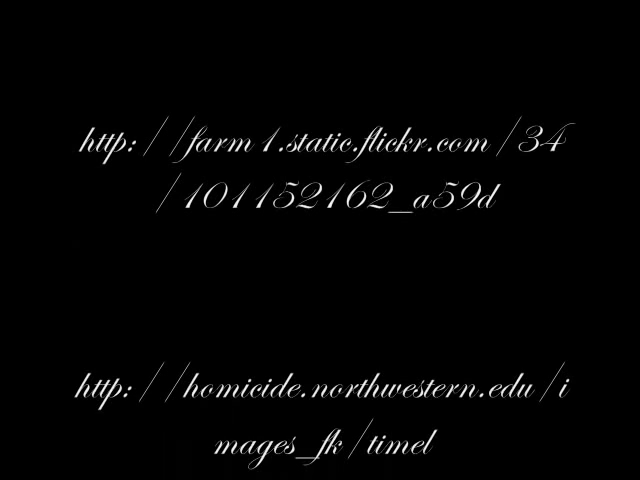 http://farm1.static.flickr.com/34
/101152162_a59d
http://homicide.northwestern.edu/i
mages_fk/timel